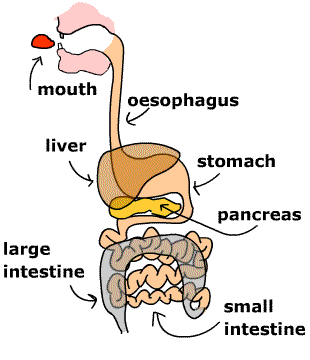 mouth
oesophagus
liver
stomach
pancreas
large
intestine
small
intestine